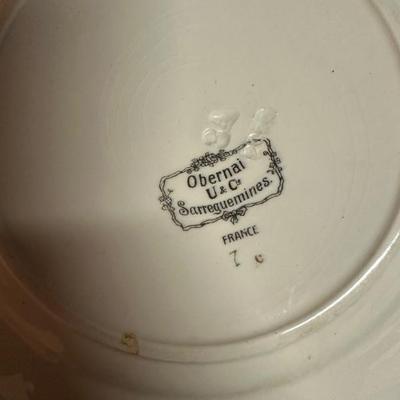 Obernai
U & Cie
Sarreguemines.
FRANCE
7 c